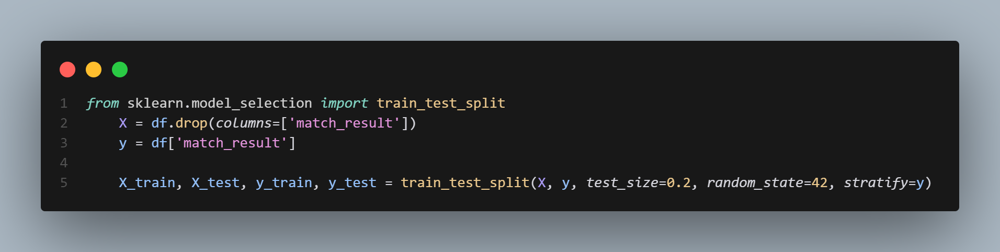 1 from sklearn.model_selection import train_test_split
2     X = df.drop(columns=['match_result'])
3     y = df['match_result']
4
5     X_train, X_test, y_train, y_test = train_test_split(X, y, test_size=0.2, random_state=42, stratify=y)